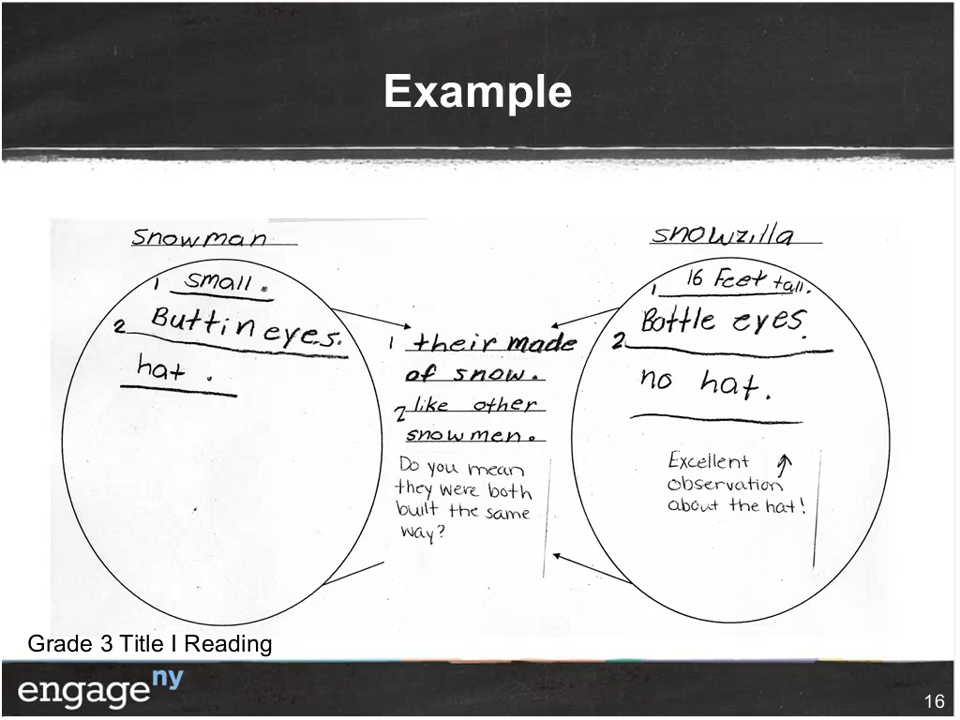 Example
snowman
1 small.
2 Buttin eyes.
hat.
1 their made
of snow.
2 like other
snowmen.
Do you mean
they were both
built the same
way?
snowzilla
1 16 Feet tall.
2 Bottle eyes.
no hat.
Excellent
observation
about the hat!
Grade 3 Title I Reading
engage ny
16